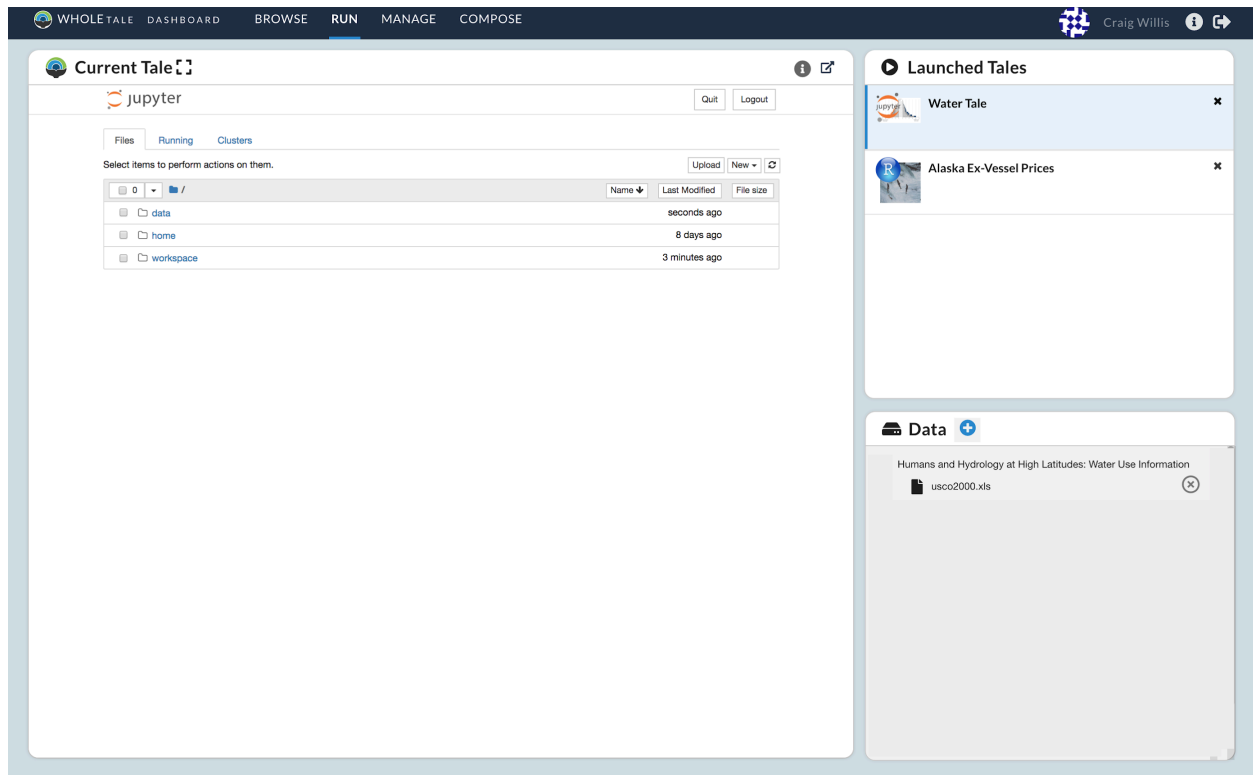 WHOLETALE DASHBOARD BROWSE RUN MANAGE COMPOSE Craig Willis
Current Tale
jupyter Quit Logout
Files Running Clusters
Select items to perform actions on them. Upload New
0 / Name Last Modified File size
data seconds ago
home 8 days ago
workspace 3 minutes ago
Launched Tales
jupyter Water Tale
R Alaska Ex-Vessel Prices
Data
Humans and Hydrology at High Latitudes: Water Use Information
usco2000.xls